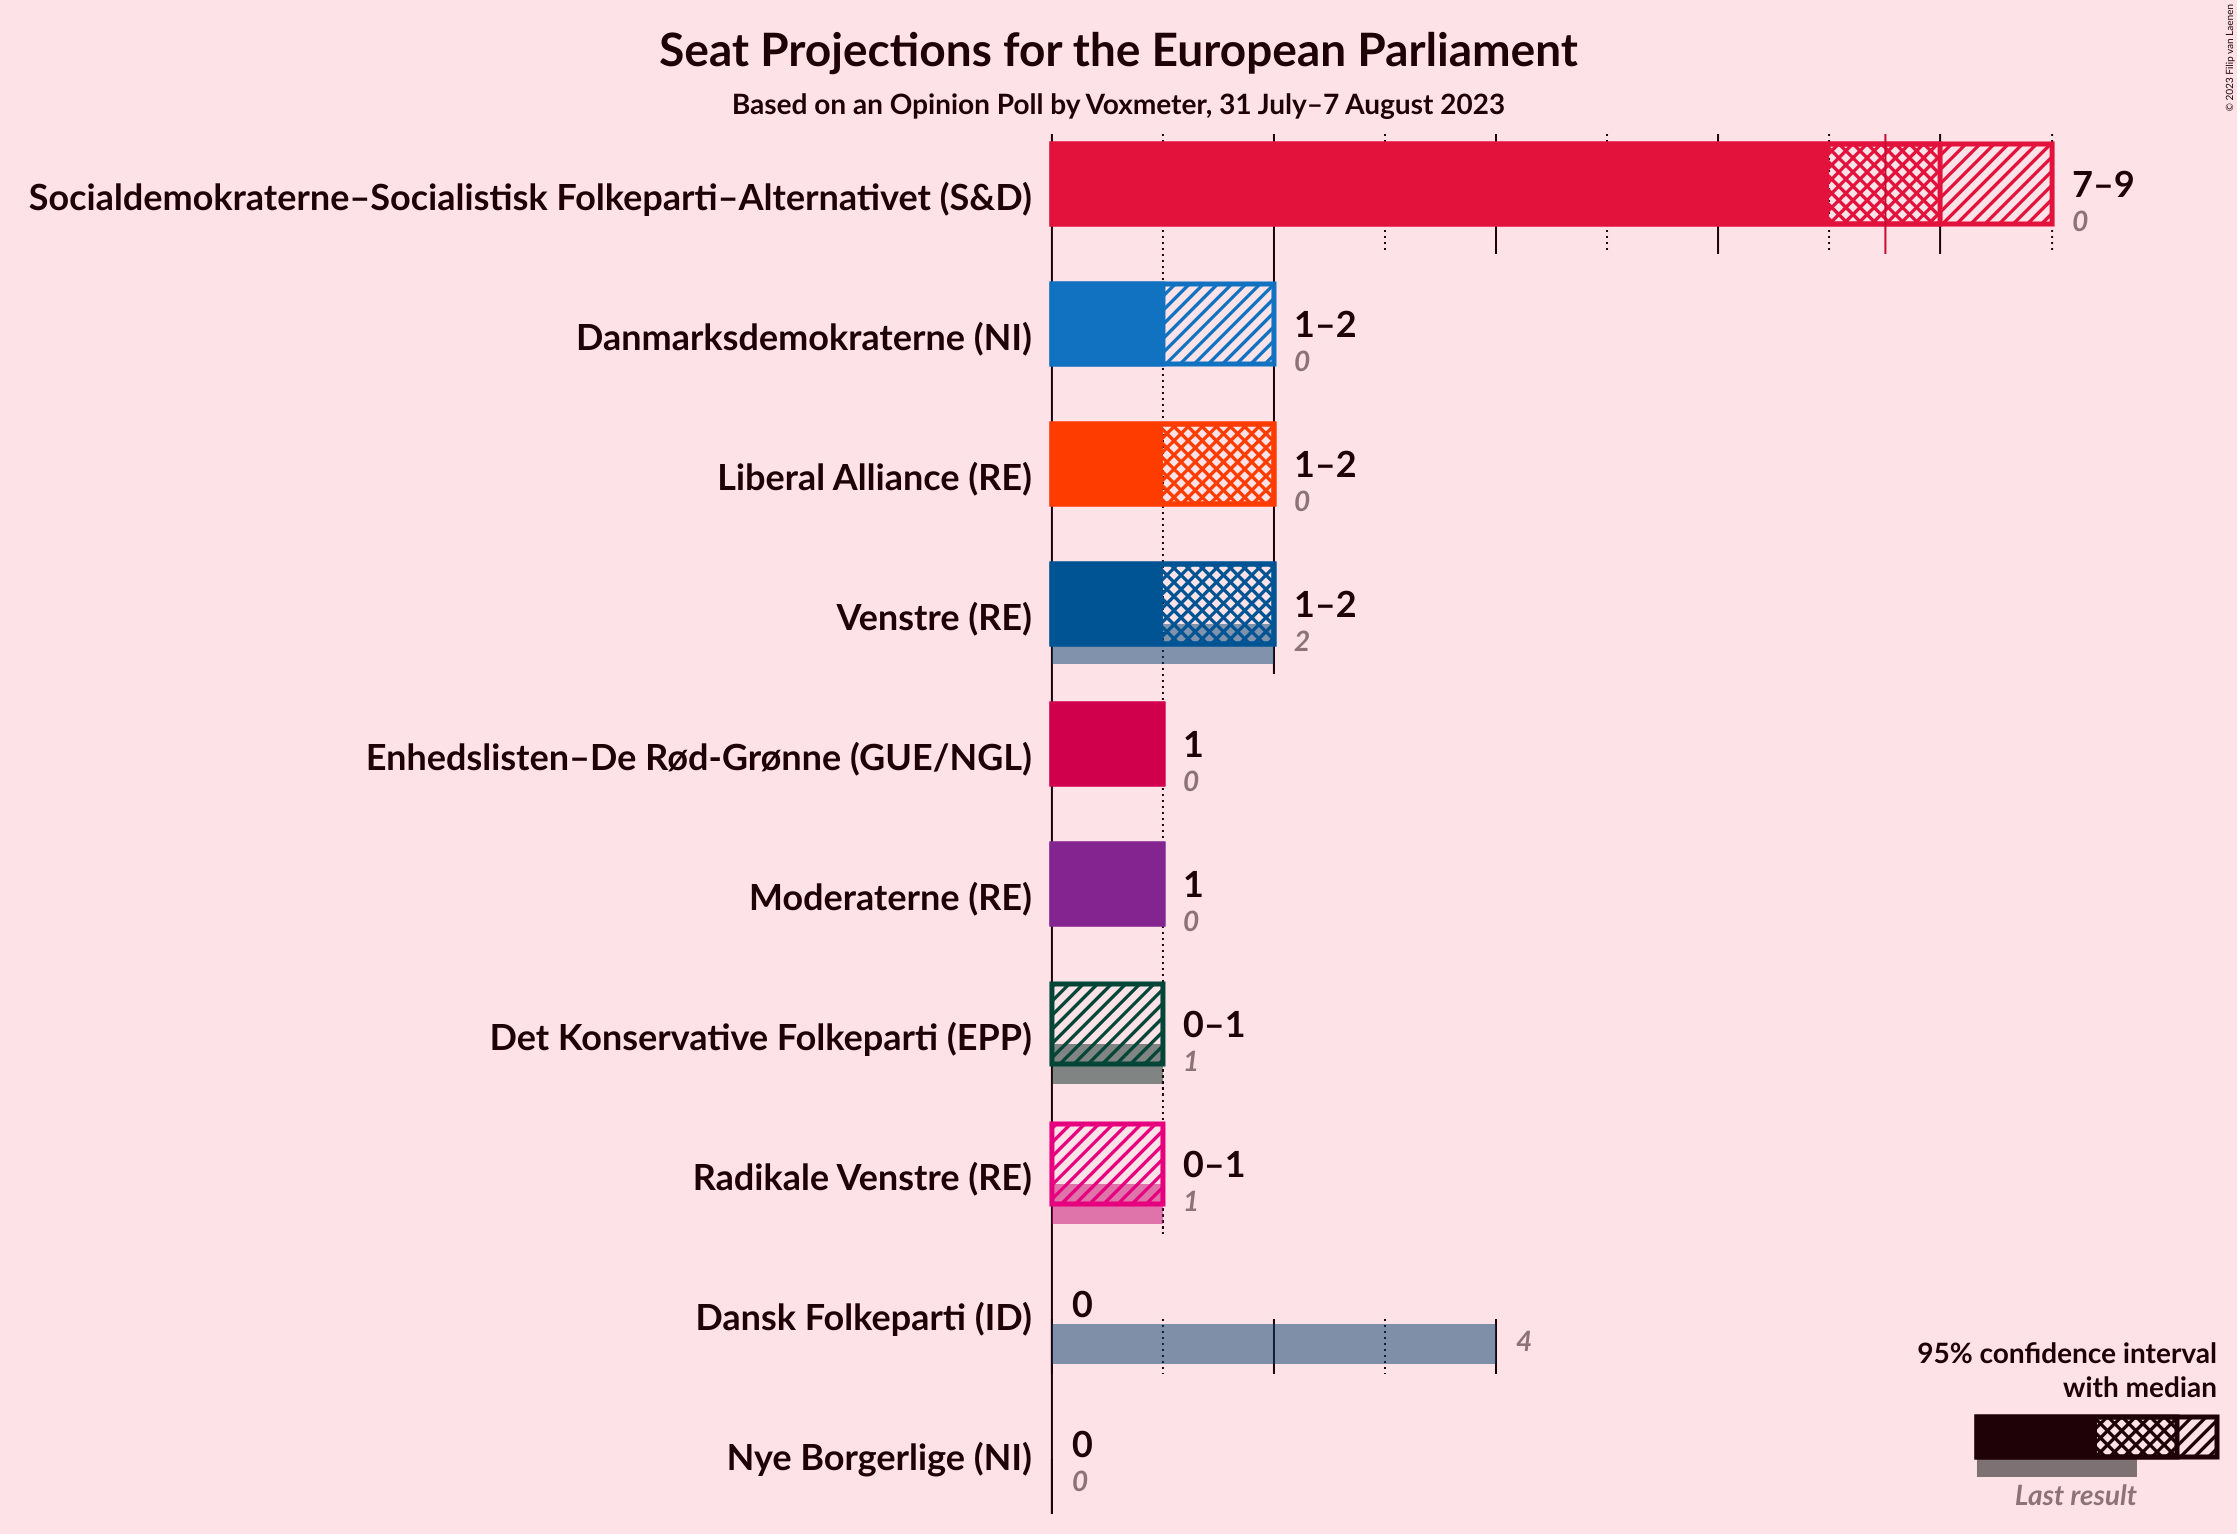 Seat Projections for the European Parliament
Based on an Opinion Poll by Voxmeter, 31 July–7 August 2023
© 2023 Filip van Laenen
Socialdemokraterne–Socialistisk Folkeparti–Alternativet (S&D)
7–9
0
Danmarksdemokraterne (NI)
1–2
0
Liberal Alliance (RE)
1–2
0
Venstre (RE)
1–2
2
Enhedslisten–De Rød-Grønne (GUE/NGL)
1
0
Moderaterne (RE)
1
0
Det Konservative Folkeparti (EPP)
0–1
1
Radikale Venstre (RE)
0–1
1
Dansk Folkeparti (ID)
0
4
Nye Borgerlige (NI)
0
0
95% confidence interval
with median
Last result